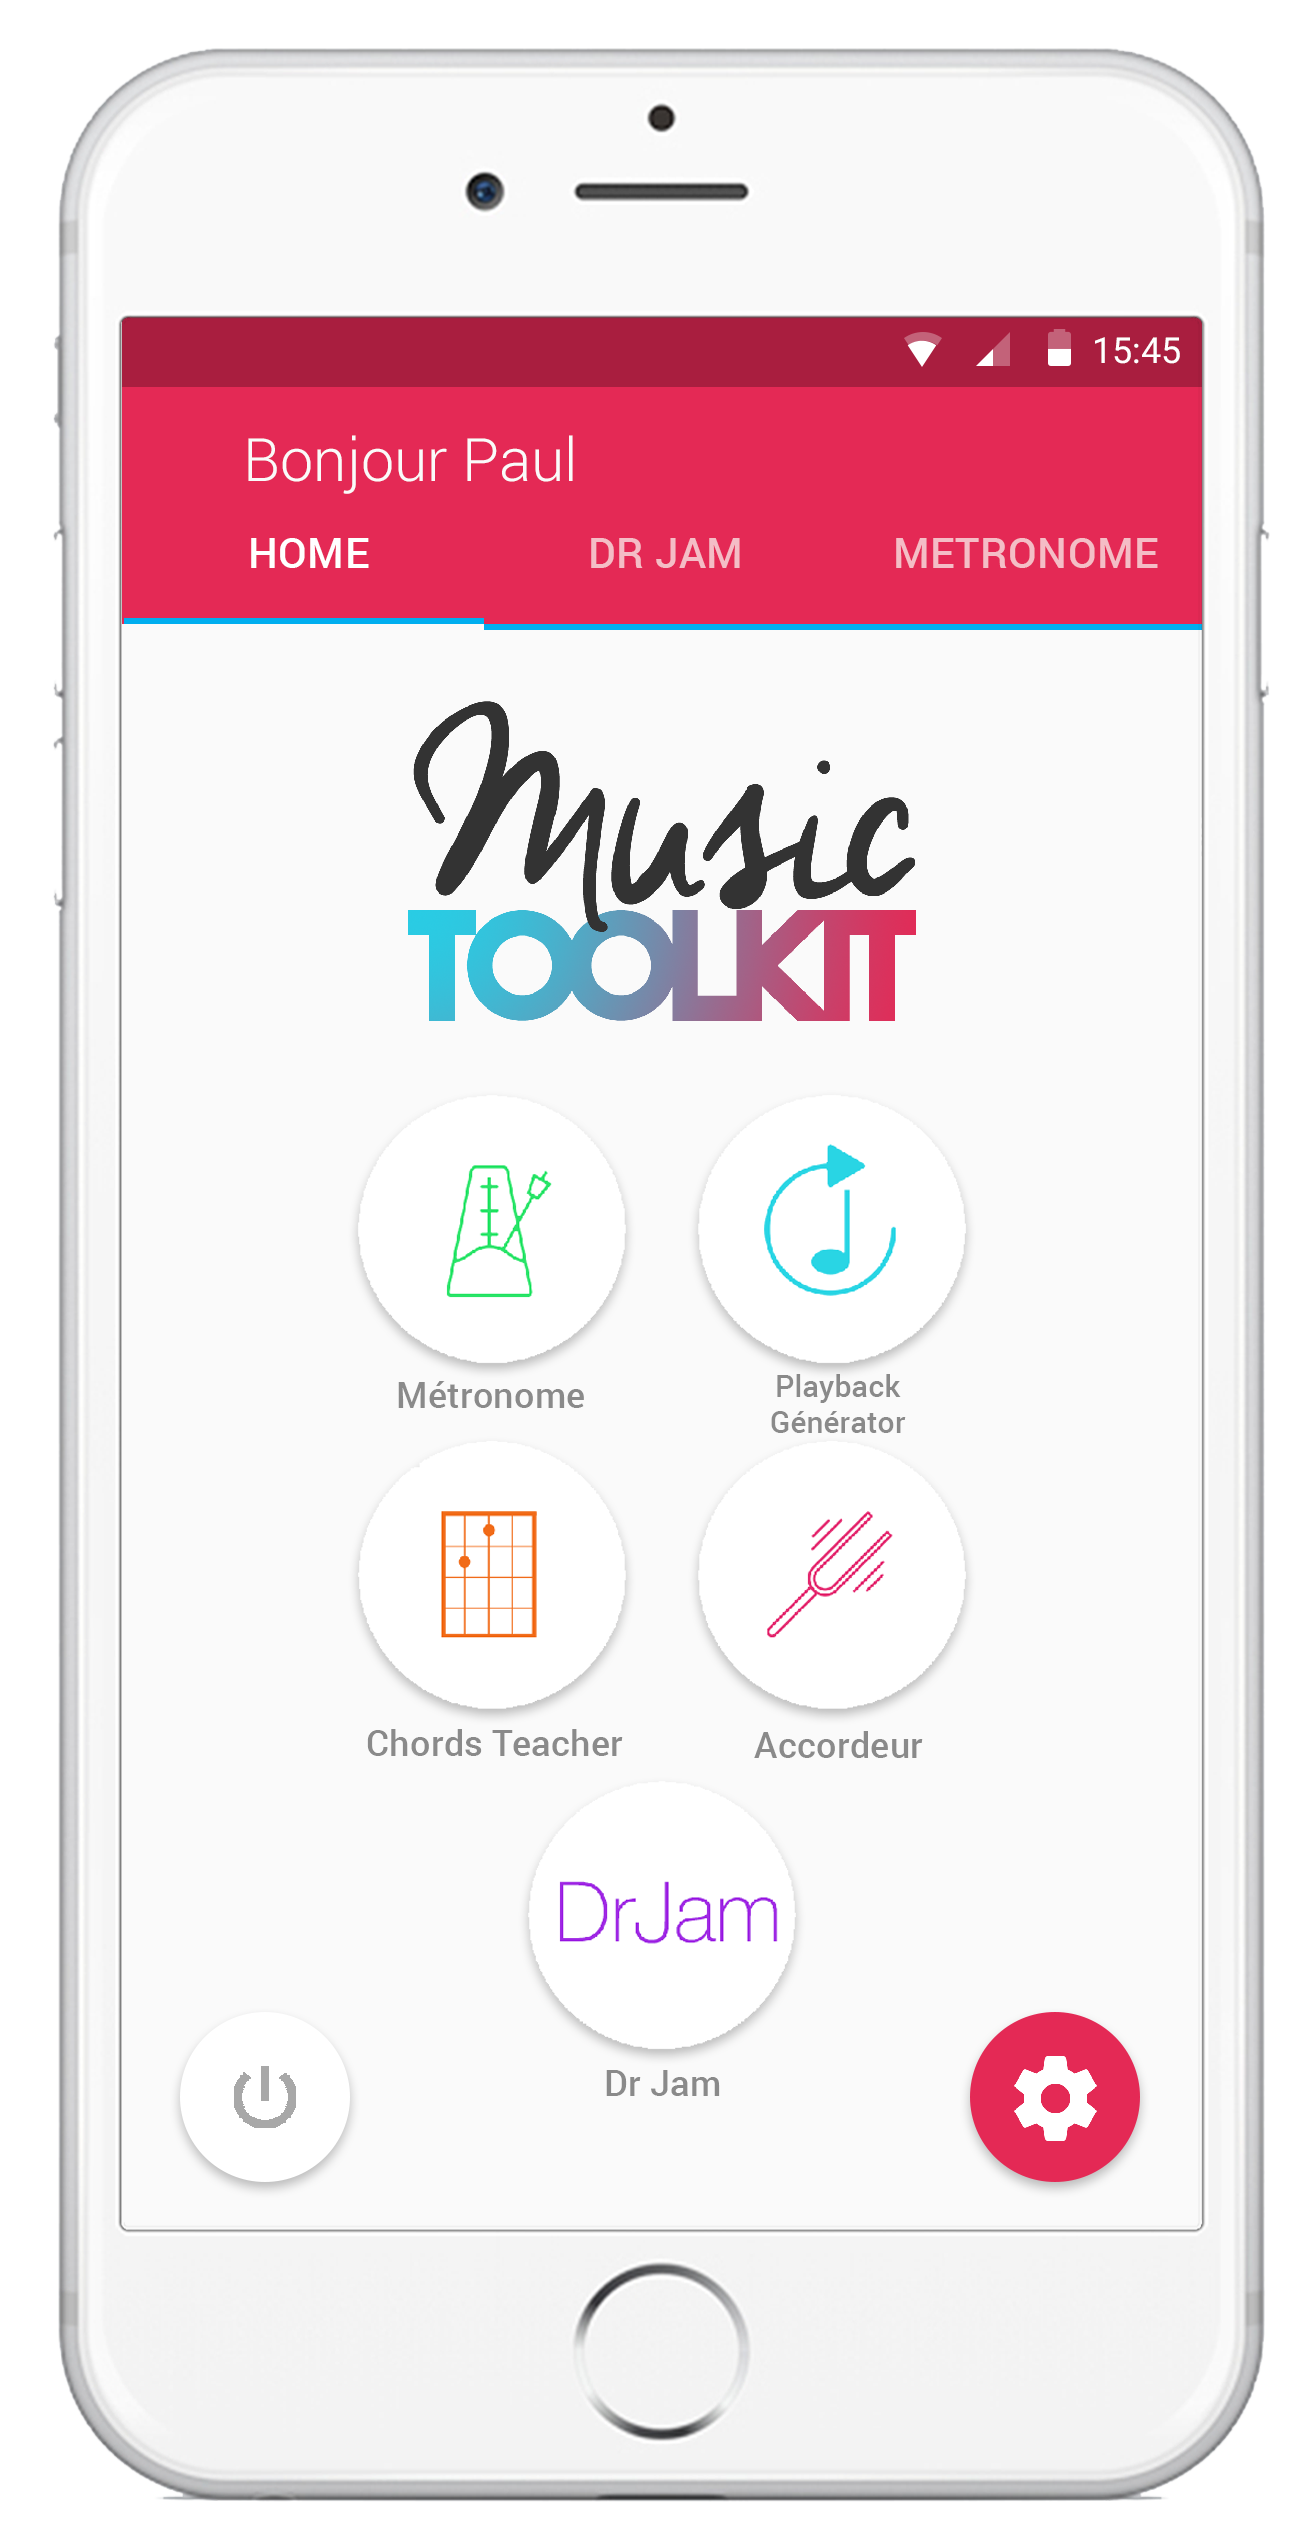 15:45
Bonjour Paul
HOME DR JAM METRONOME
Music
TOOLKIT
Métronome
Playback
Générator
Chords Teacher
Accordeur
DrJam
Dr Jam